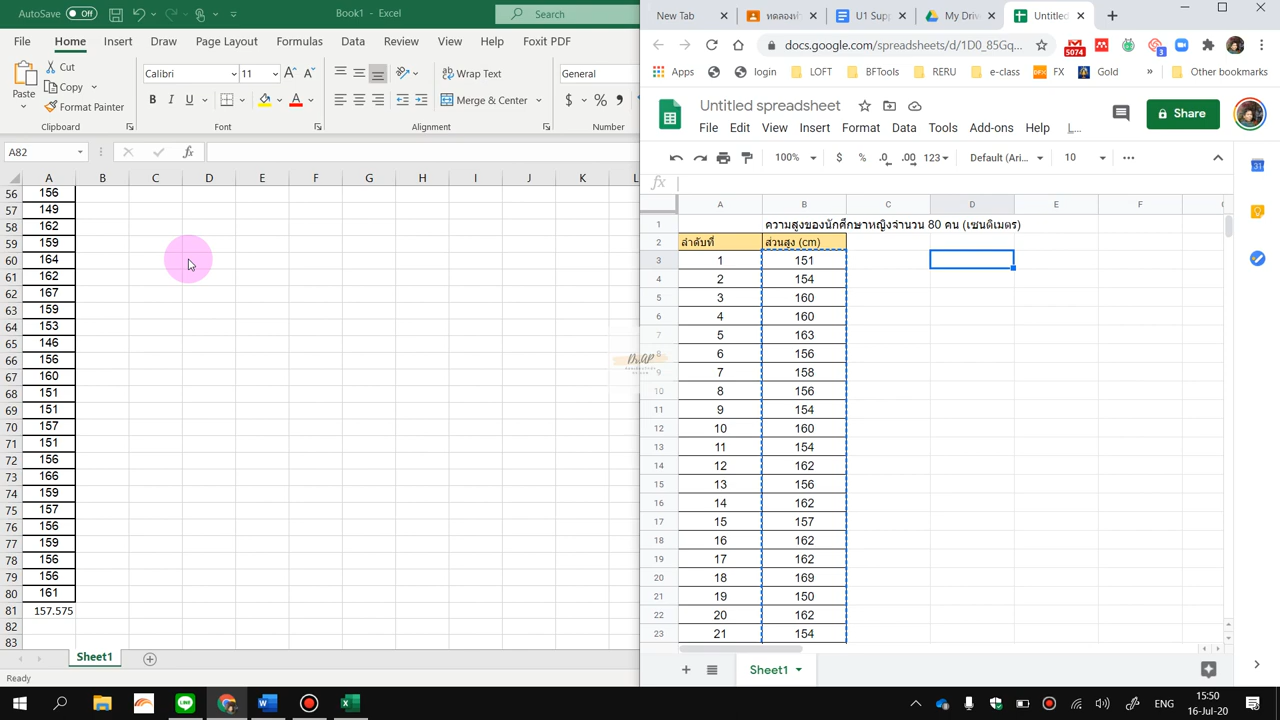 AutoSave Off Book1 - Excel Search
File Home Insert Draw Page Layout Formulas Data Review View Help Foxit PDF
Paste Cut Copy Format Painter
Calibri 11 Wrap Text General
B I U A Merge & Center $ % ,
Clipboard Font Alignment Number
A82 fx
A B C D E F G H I J K L
56 156
57 149
58 162
59 159
60 164
61 162
62 167
63 159
64 153
65 146
66 156
67 160
68 151
69 151
70 157
71 151
72 156
73 166
74 159
75 157
76 156
77 159
78 156
79 156
80 161
81 157.575
82
83
Sheet1
Ready
New Tab ทดลองทำ U1 Supp My Driv Untitled
docs.google.com/spreadsheets/d/1D0_85Gq... 5074 3
Apps login LOFT BFTools RERU e-class FX Gold » Other bookmarks
Untitled spreadsheet
Share
File Edit View Insert Format Data Tools Add-ons Help L...
100% $ % .0 .00 123 Default (Ari... 10
fx
A B C D E F
1 ความสูงของนักศึกษาหญิงจำนวน 80 คน (เซนติเมตร)
2 ลำดับที่ ส่วนสูง (cm)
3 1 151
4 2 154
5 3 160
6 4 160
7 5 163
8 6 156
9 7 158
10 8 156
11 9 154
12 10 160
13 11 154
14 12 162
15 13 156
16 14 162
17 15 157
18 16 162
19 17 162
20 18 169
21 19 150
22 20 162
23 21 154
Dr.AP
Sheet1
ENG 15:50
16-Jul-20